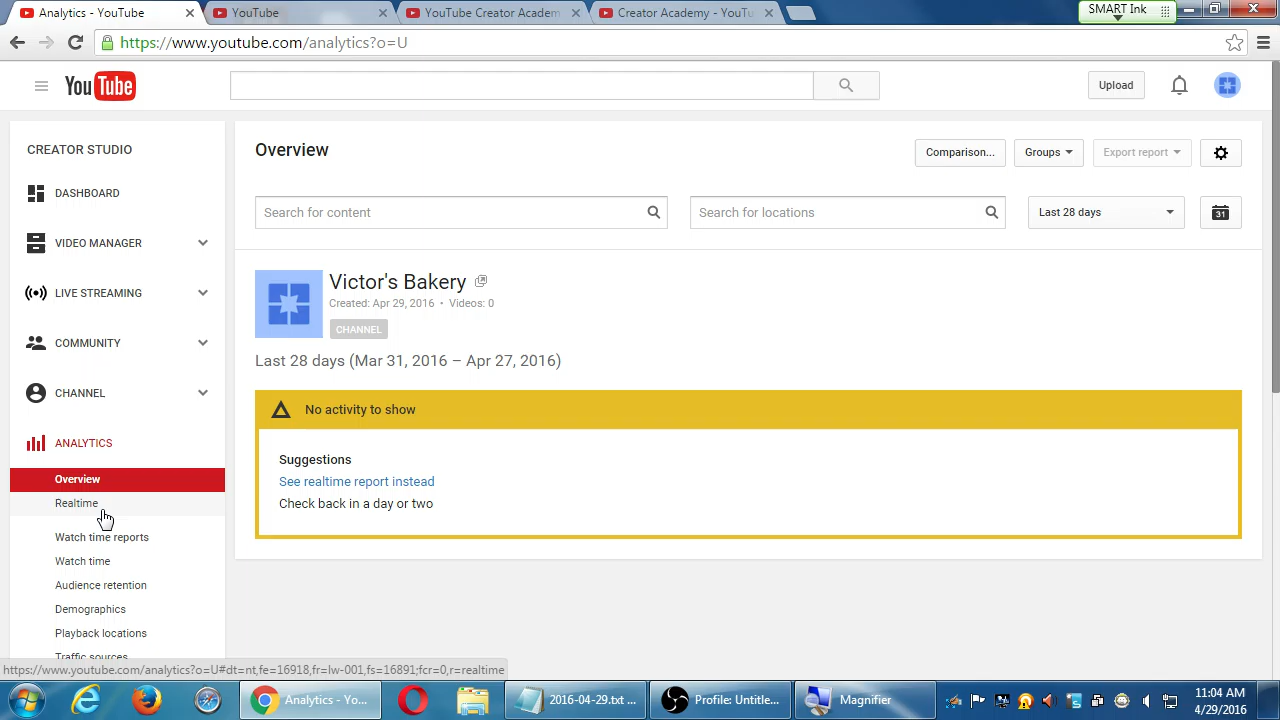 Analytics - YouTube
YouTube
YouTube Creator Academ
Creator Academy - YouTu
SMART Ink
https://www.youtube.com/analytics?o=U
YouTube
Upload
CREATOR STUDIO
DASHBOARD
VIDEO MANAGER
LIVE STREAMING
COMMUNITY
CHANNEL
ANALYTICS
Overview
Realtime
Watch time reports
Watch time
Audience retention
Demographics
Playback locations
Traffic sources
Overview
Comparison...
Groups
Export report
Search for content
Search for locations
Last 28 days
31
Victor's Bakery
Created: Apr 29, 2016 • Videos: 0
CHANNEL
Last 28 days (Mar 31, 2016 – Apr 27, 2016)
No activity to show
Suggestions
See realtime report instead
Check back in a day or two
https://www.youtube.com/analytics?o=U#dt=nt,fe=16918,fr=lw-001,fs=16891;fcr=0,r=realtime
Analytics - Yo...
2016-04-29.txt ...
Profile: Untitle...
Magnifier
11:04 AM
4/29/2016